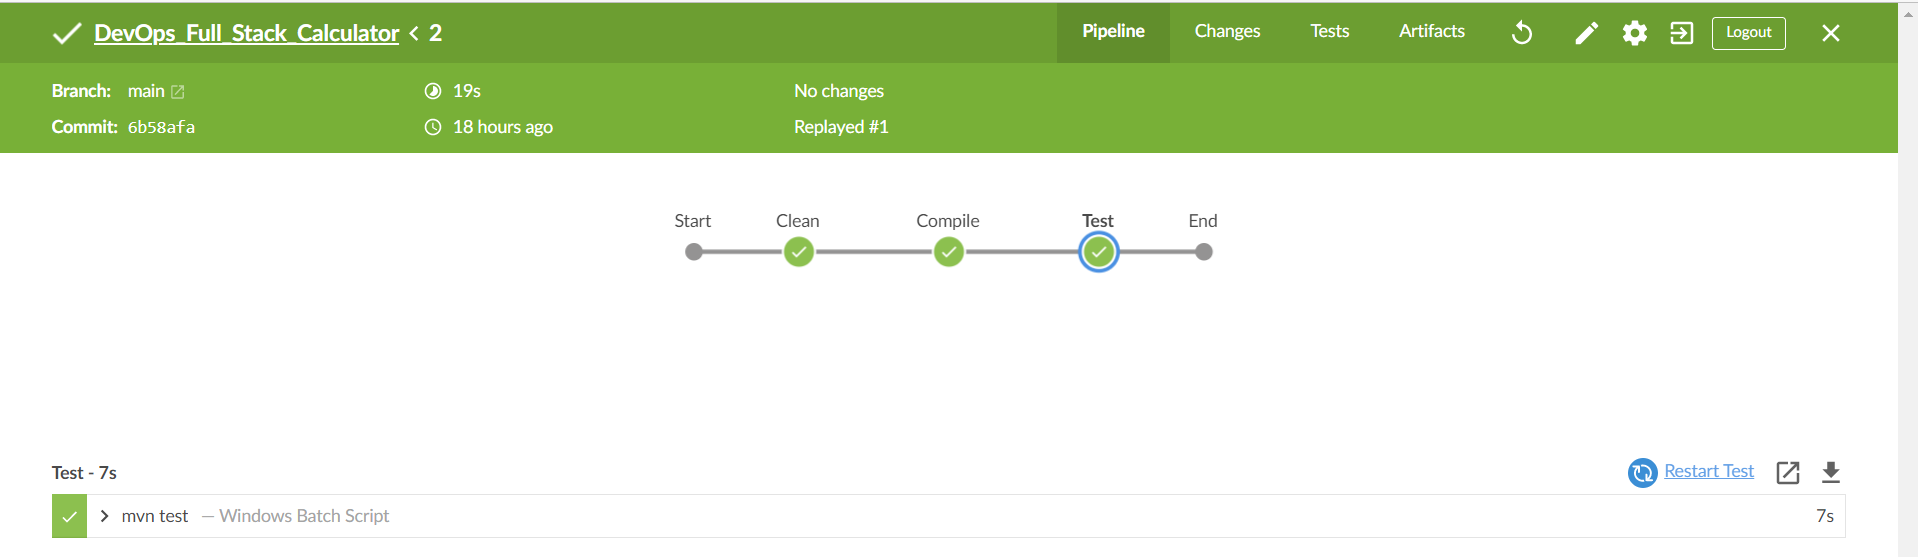 DevOps_Full_Stack_Calculator < 2 Pipeline Changes Tests Artifacts Logout
Branch: main 19s No changes
Commit: 6b58afa 18 hours ago Replayed #1
Start Clean Compile Test End
Test - 7s Restart Test
mvn test — Windows Batch Script 7s